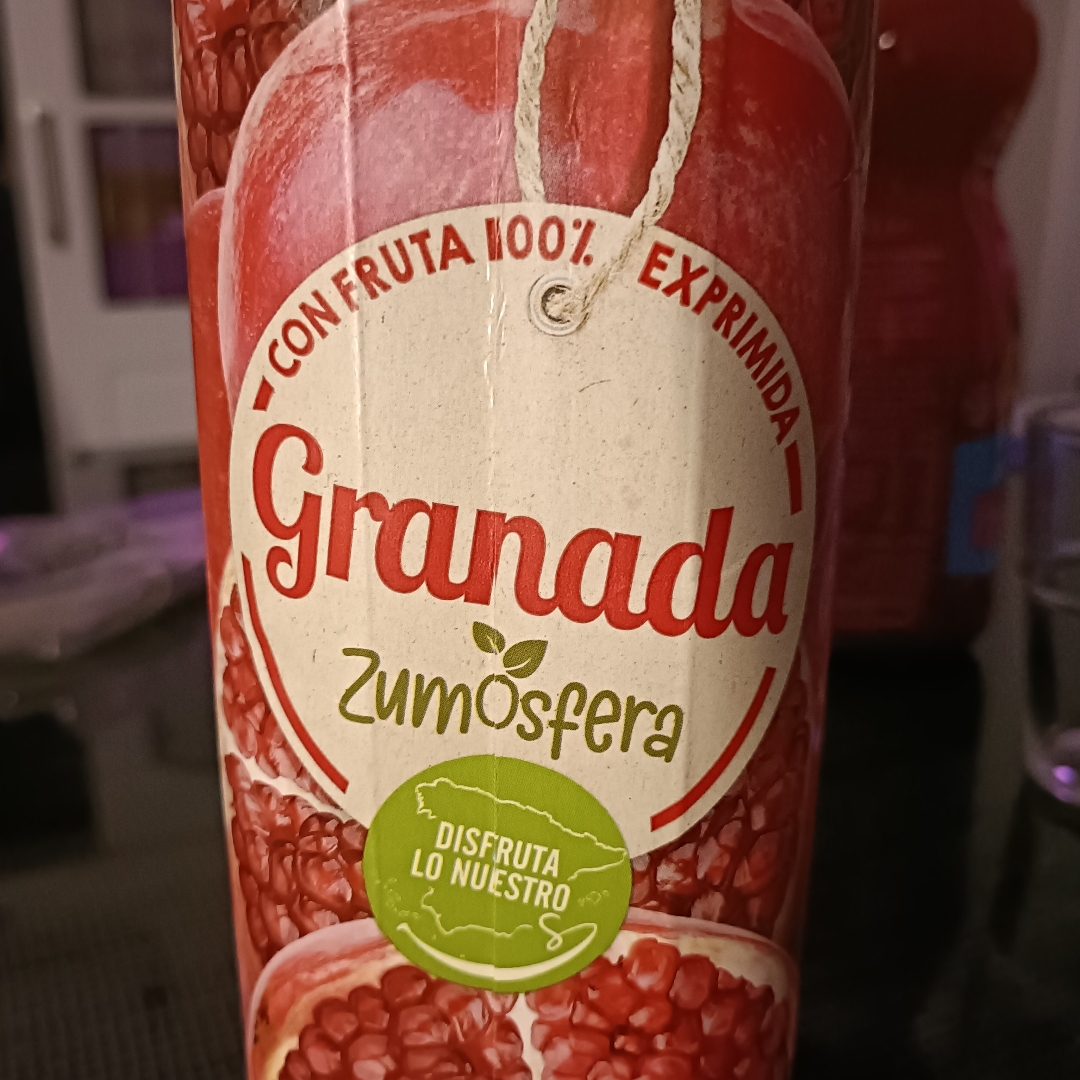 CON FRUTA 100% EXPRIMIDA
Granada
Zumosfera
DISFRUTA
LO NUESTRO